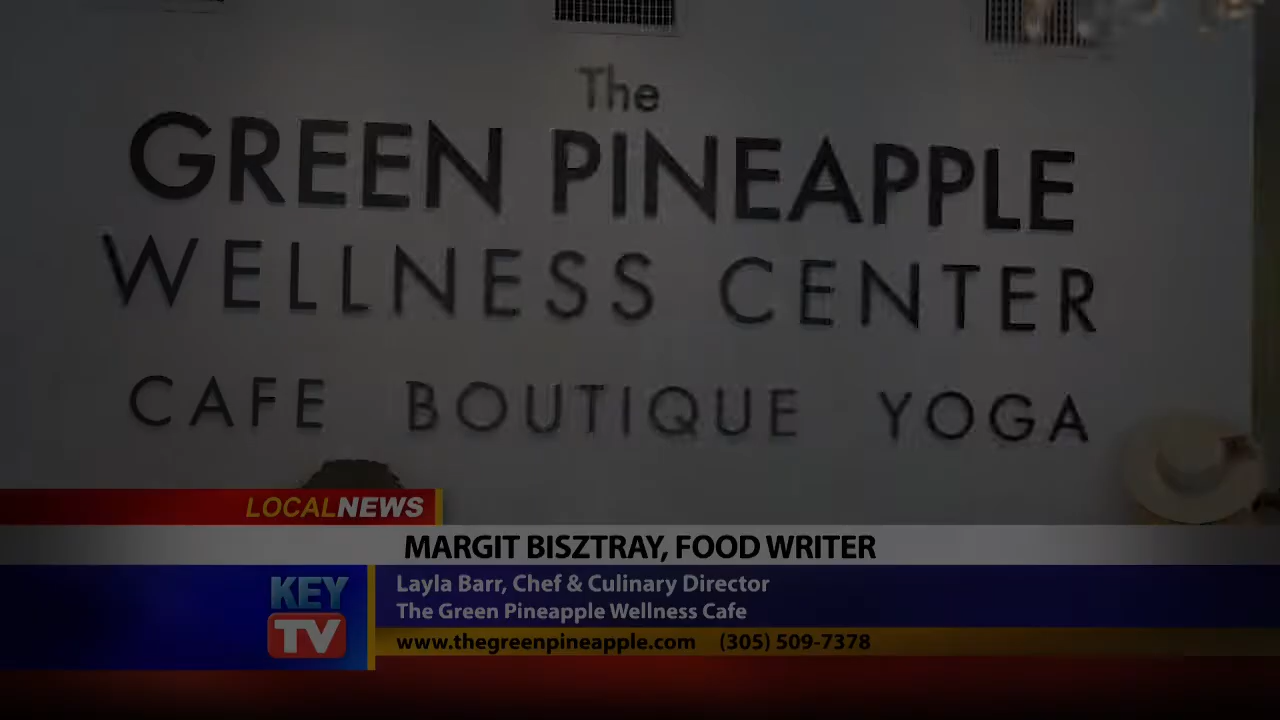 The
GREEN PINEAPPLE
WELLNESS CENTER
CAFE BOUTIQUE YOGA
LOCALNEWS
MARGIT BISZTRAY, FOOD WRITER
KEY
TV
Layla Barr, Chef & Culinary Director
The Green Pineapple Wellness Cafe
www.thegreenpineapple.com (305) 509-7378